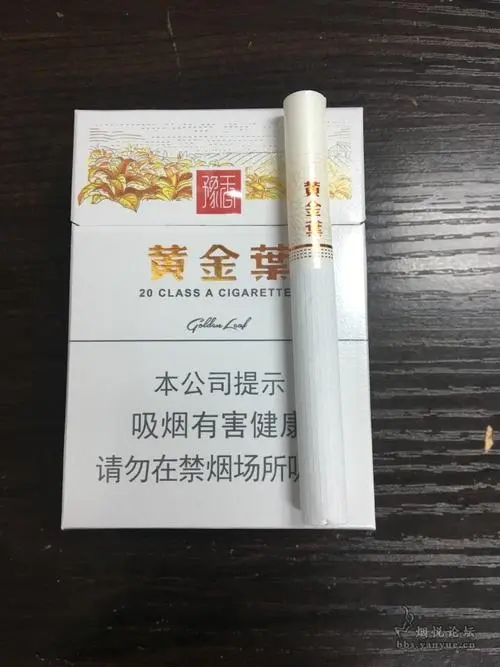 豫香
黄金葉
20 CLASS A CIGARETTE
Golden Leaf
本公司提示
吸烟有害健康
请勿在禁烟场所吸
黄金葉
烟悦论坛
bbs.yanyue.cn